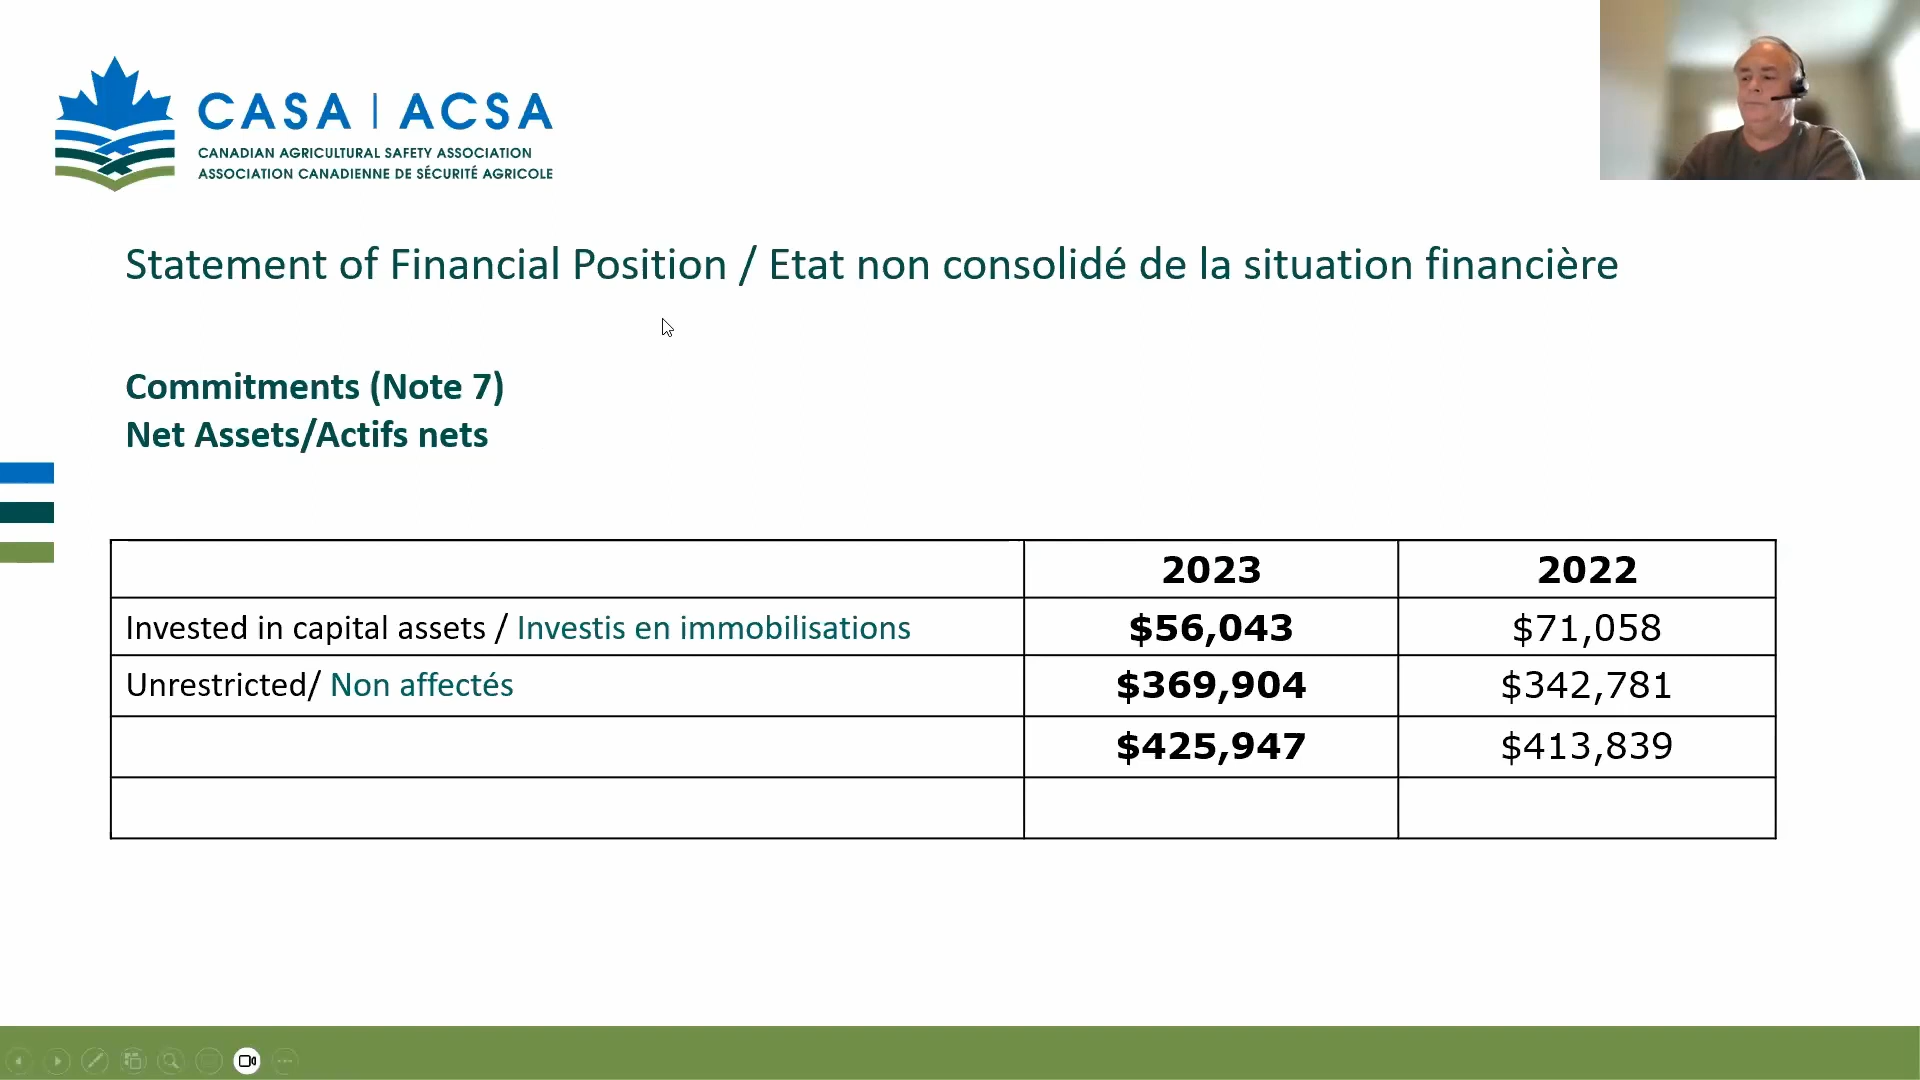 CASA | ACSA
CANADIAN AGRICULTURAL SAFETY ASSOCIATION
ASSOCIATION CANADIENNE DE SÉCURITÉ AGRICOLE
Statement of Financial Position / Etat non consolidé de la situation financière
Commitments (Note 7)
Net Assets/Actifs nets
2023 2022
Invested in capital assets / Investis en immobilisations $56,043 $71,058
Unrestricted/ Non affectés $369,904 $342,781
$425,947 $413,839